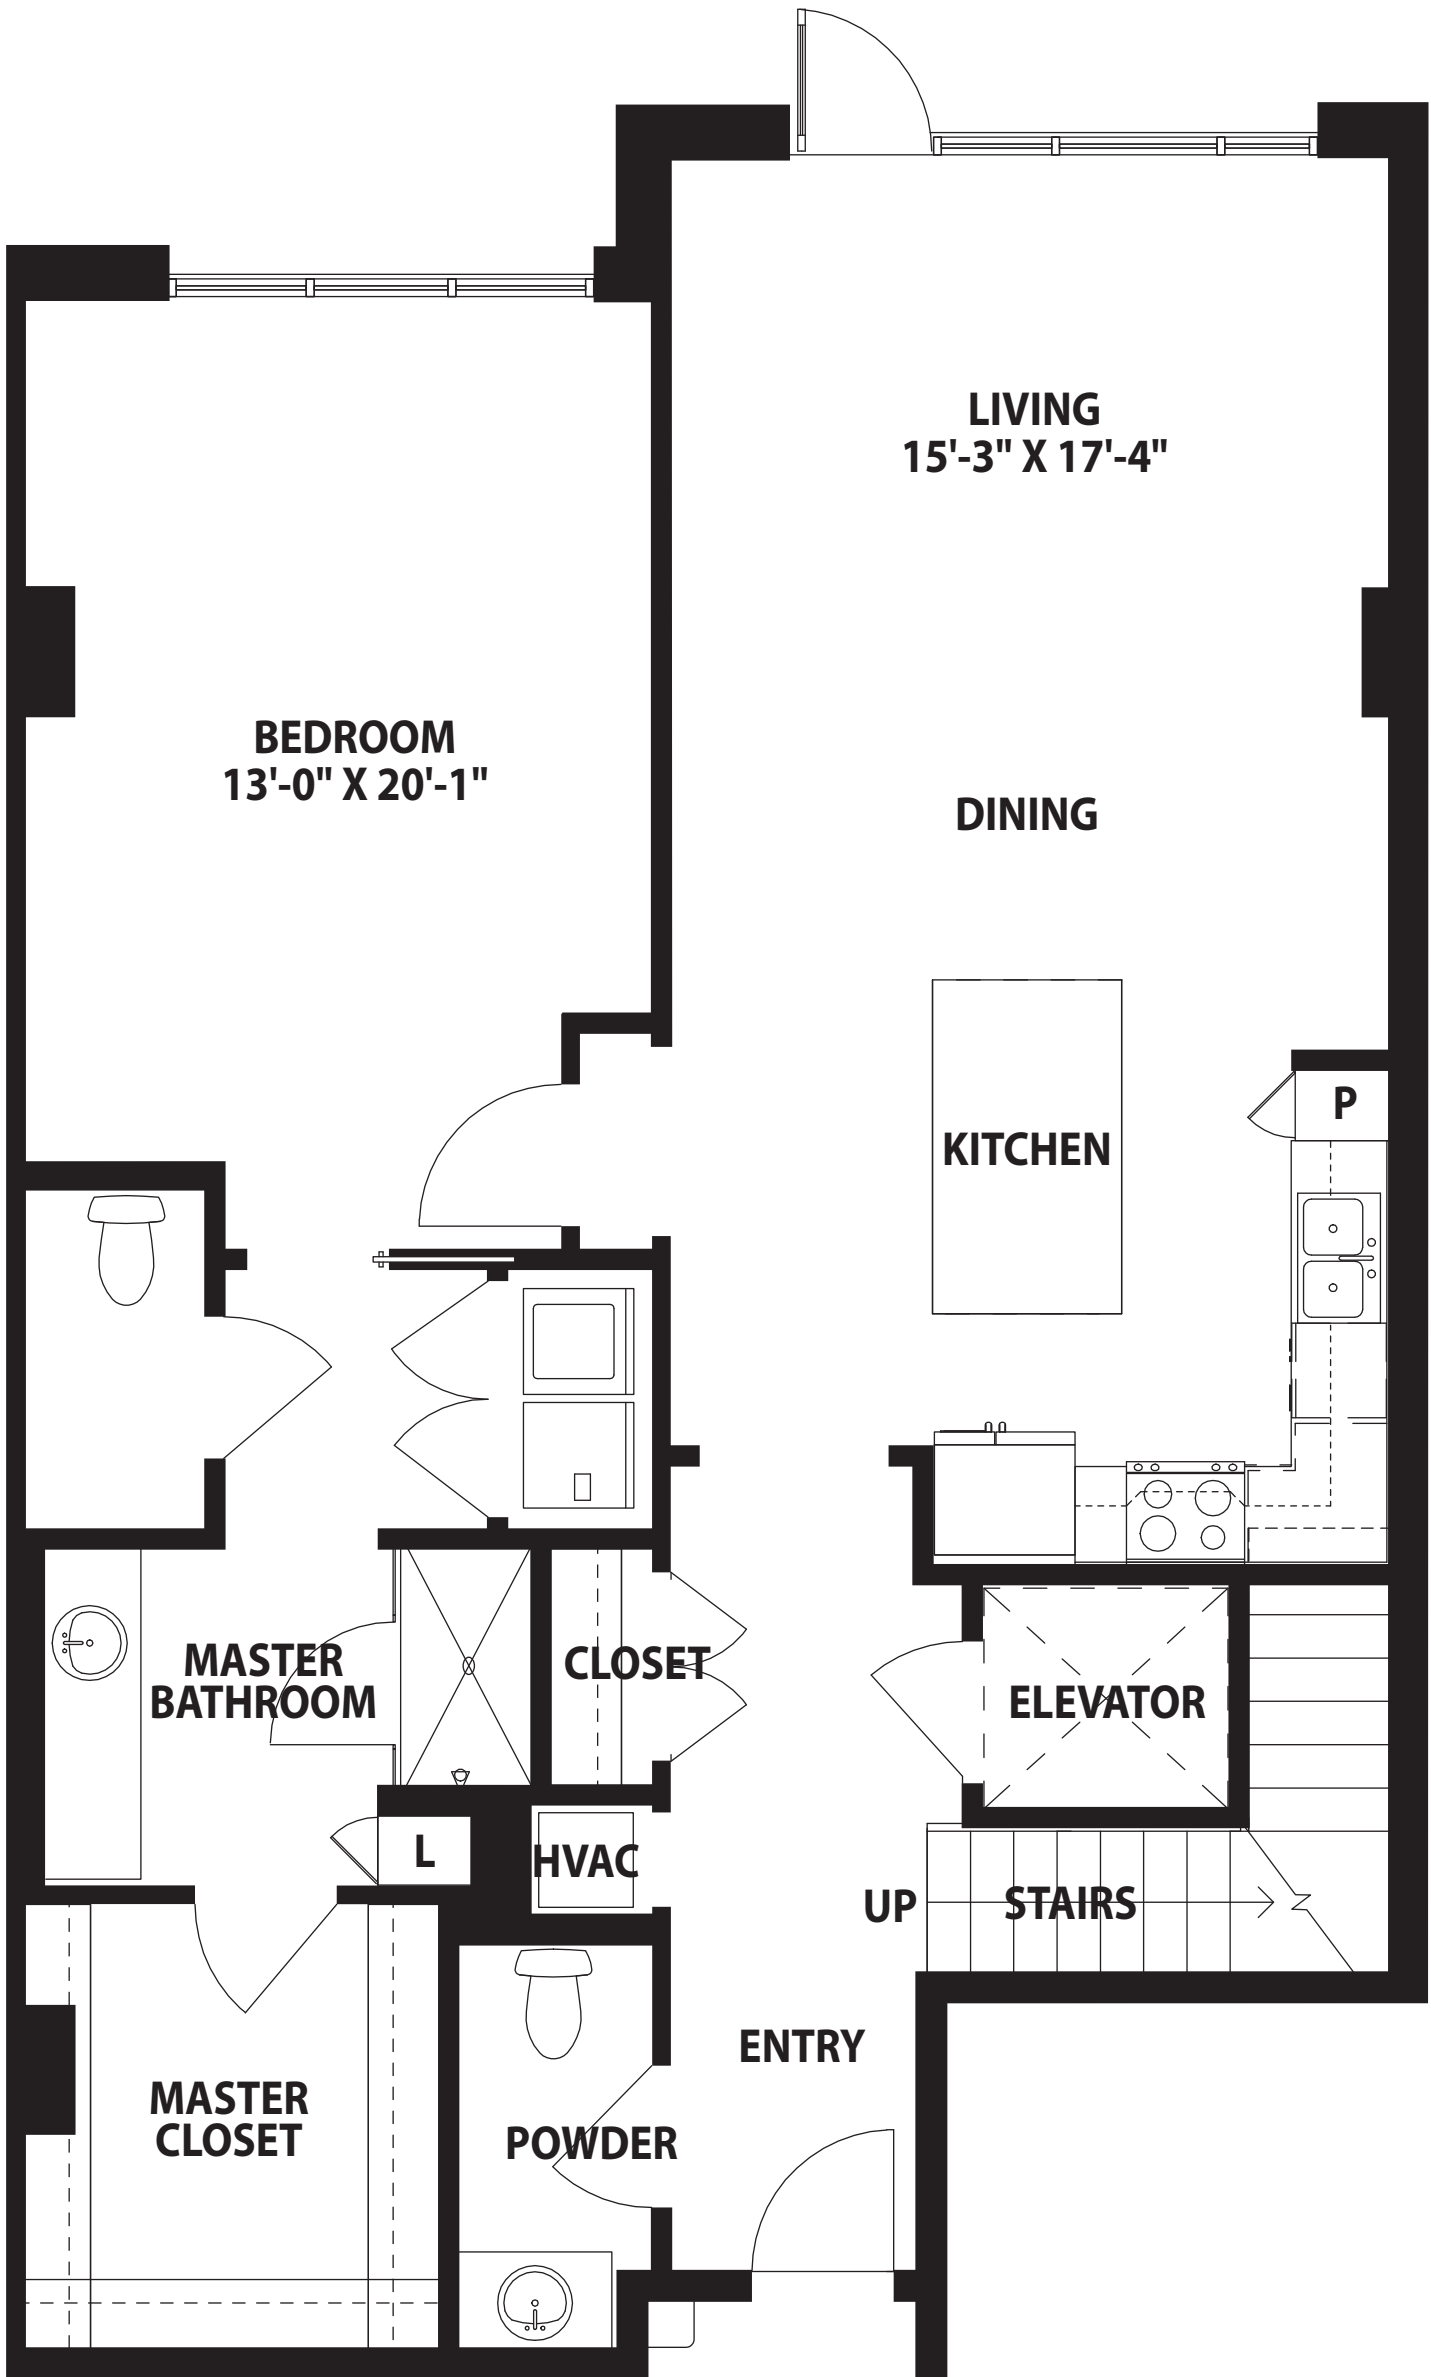 LIVING
15'-3" X 17'-4"
BEDROOM
13'-0" X 20'-1"
DINING
P
KITCHEN
MASTER
BATHROOM
CLOSET
ELEVATOR
L
HVAC
UP
STAIRS
ENTRY
MASTER
CLOSET
POWDER